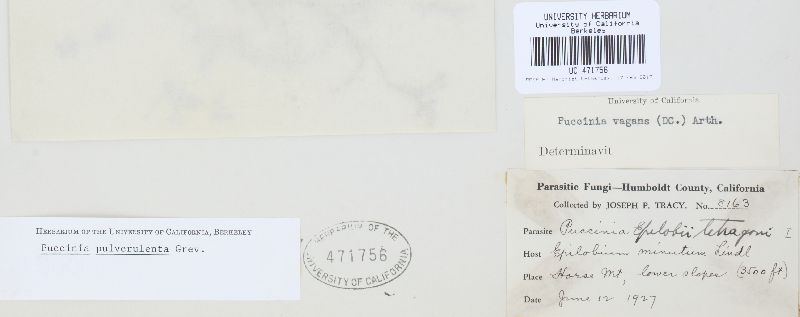 UNIVERSITY HERBARIUM
University of California
Berkeley
UC 471756
University of California
Puccinia vagans (DC.) Arth.
Determinavit
Parasitic Fungi—Humboldt County, California
Collected by JOSEPH P. TRACY. No. 8163
Parasite Puccinia Epilobii tetragoni I
Host Epilobium minutum Lindl
Place Horse Mt, lower slopes (3500 ft)
Date June 12 1927
HERBARIUM OF THE UNIVERSITY OF CALIFORNIA, BERKELEY
Puccinia pulverulenta Grev.
HERBARIUM OF THE
471756
UNIVERSITY OF CALIFORNIA